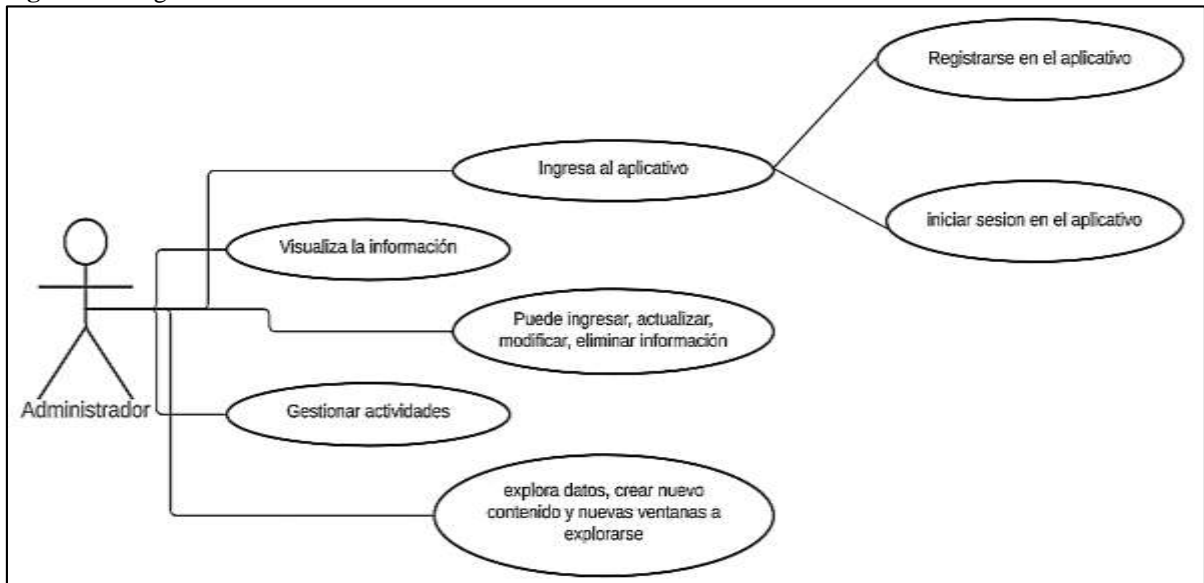 Registrarse en el aplicativo
Ingresa al aplicativo
iniciar sesion en el aplicativo
Visualiza la información
Puede ingresar, actualizar,
modificar, eliminar información
Administrador
Gestionar actividades
explora datos, crear nuevo
contenido y nuevas ventanas a
explorarse